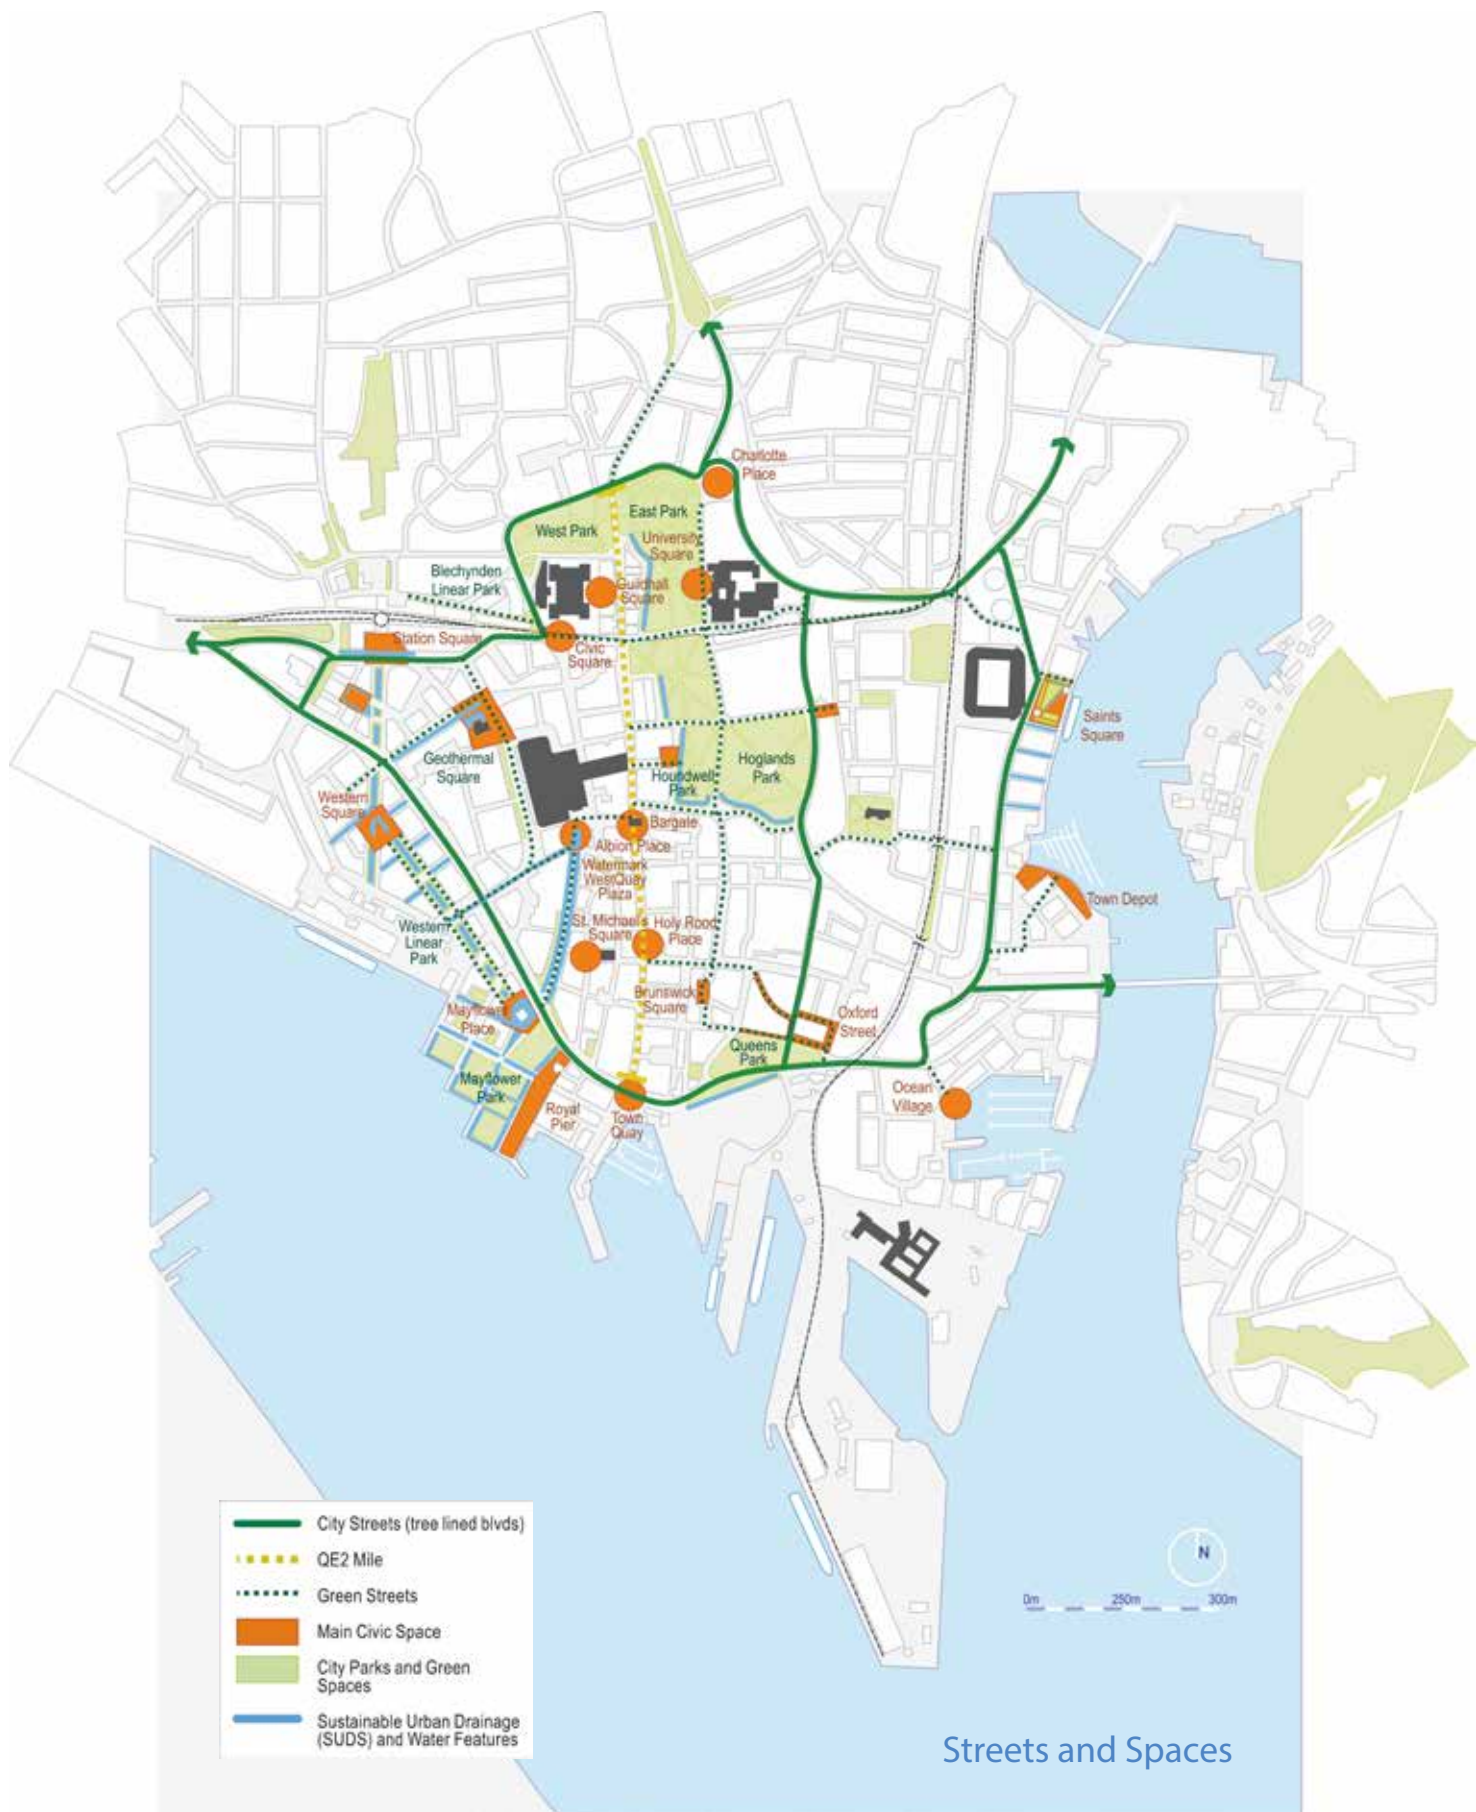 Charlotte
Place
East Park
West Park
University
Square
Blechynden
Linear Park
Guildhall
Square
Station Square
Civic
Square
Saints
Square
Geothermal
Square
Hoglands
Park
Houndwell
Park
Western
Square
Bargate
Albion Place
Watermark
WestQuay
Plaza
Town Depot
St. Michael's
Square
Holy Rood
Place
Western
Linear
Park
Brunswick
Square
Mayflower
Place
Oxford
Street
Queens
Park
Mayflower
Park
Ocean
Village
Royal
Pier
Town
Quay
City Streets (tree lined blvds)
QE2 Mile
Green Streets
Main Civic Space
City Parks and Green
Spaces
Sustainable Urban Drainage
(SUDS) and Water Features
N
0m 250m 300m
Streets and Spaces